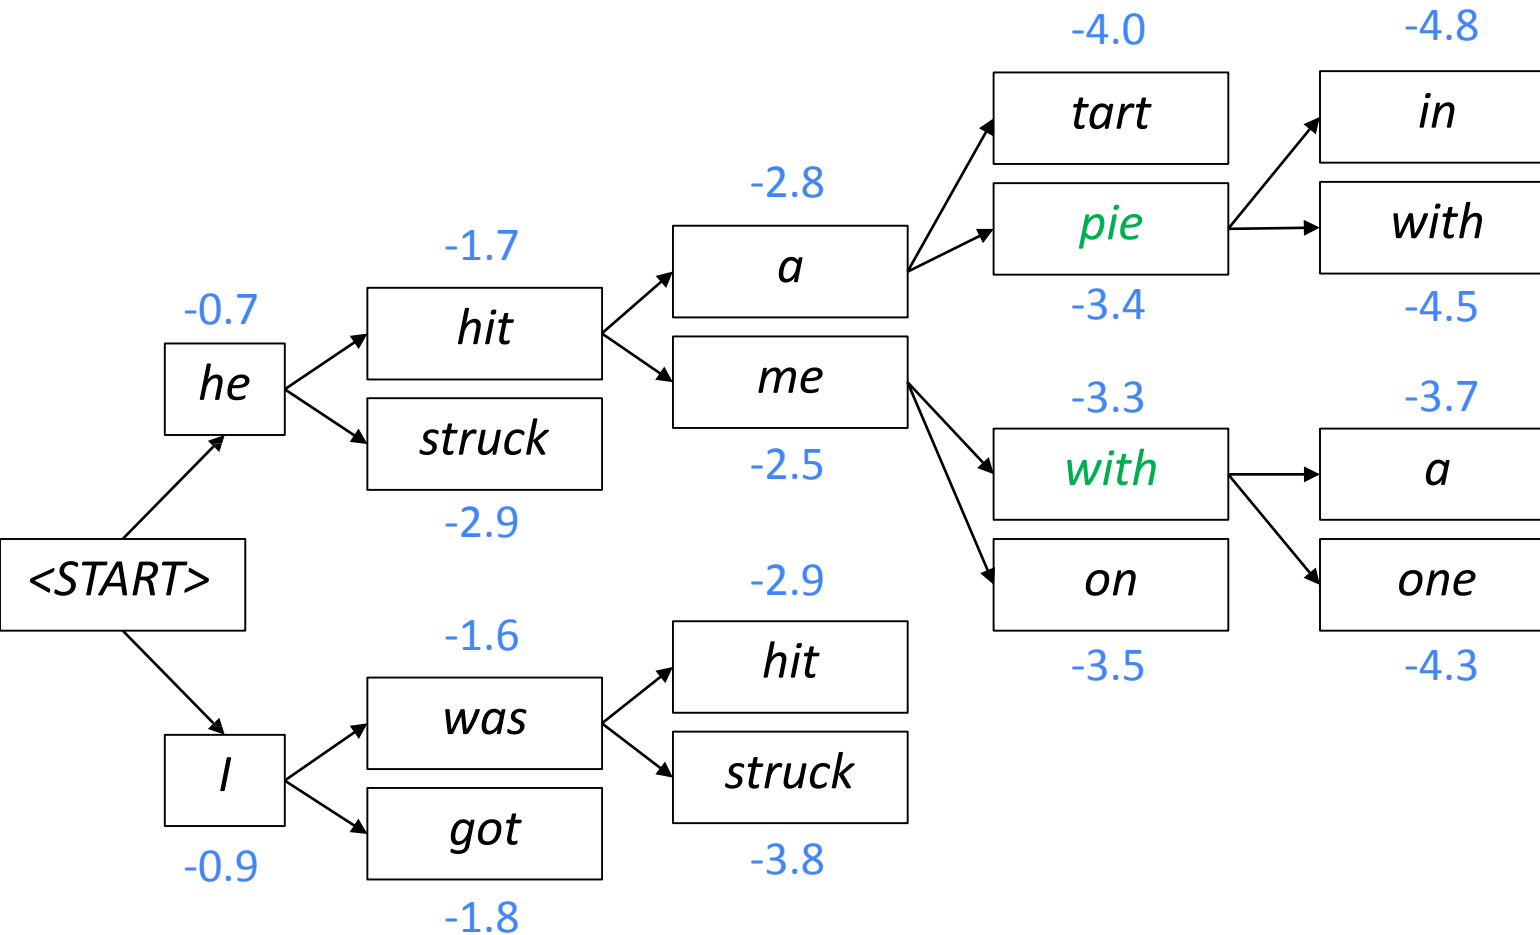 -4.0
-4.8
tart
in
-2.8
pie
with
-1.7
a
-3.4
-4.5
-0.7
hit
me
-3.3
-3.7
he
struck
-2.5
with
a
-2.9
<START>
-2.9
on
one
-1.6
hit
-3.5
-4.3
was
struck
I
got
-3.8
-0.9
-1.8